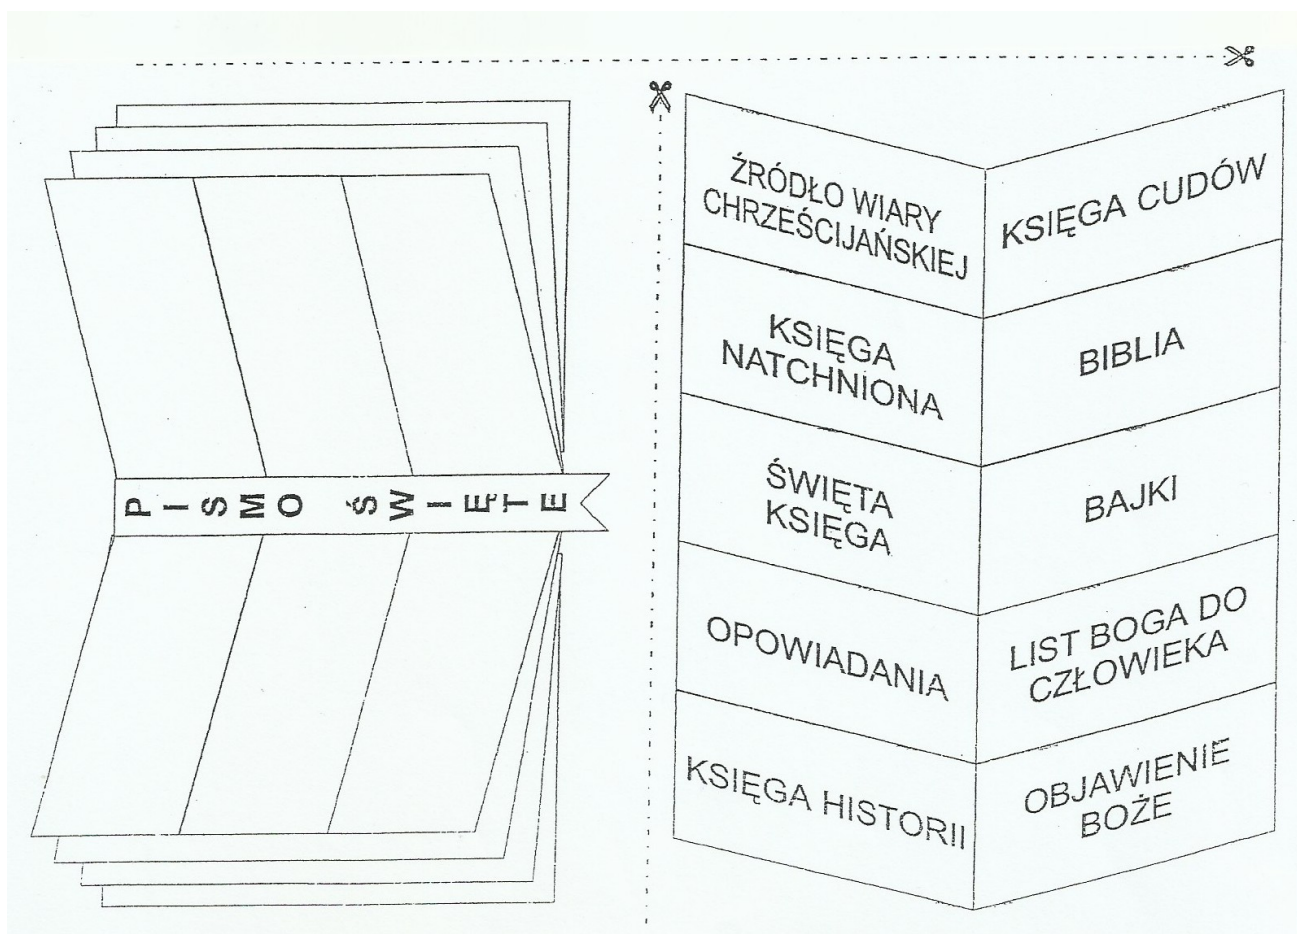 PISMO ŚWIĘTE
ŹRÓDŁO WIARY
CHRZEŚCIJAŃSKIEJ
KSIĘGA CUDÓW
KSIĘGA
NATCHNIONA
BIBLIA
ŚWIĘTA
KSIĘGA
BAJKI
OPOWIADANIA
LIST BOGA DO
CZŁOWIEKA
KSIĘGA HISTORII
OBJAWIENIE
BOŻE